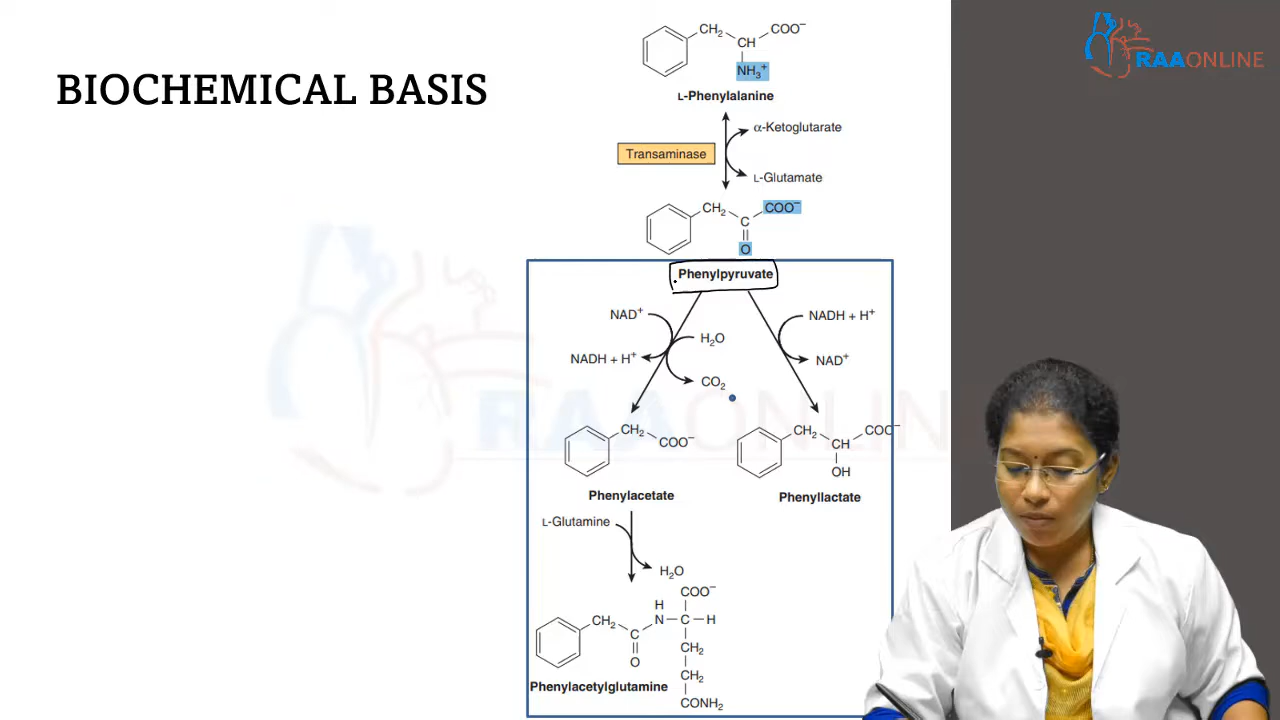 BIOCHEMICAL BASIS
RAAONLINE
CH2 COO−
CH
NH3+
L-Phenylalanine
α-Ketoglutarate
Transaminase
L-Glutamate
CH2 COO−
C
O
Phenylpyruvate
NAD+ NADH + H+
H2O
NADH + H+ NAD+
CO2
CH2 COO−
CH2 COO−
CH
OH
Phenylacetate Phenyllactate
L-Glutamine
H2O
COO−
H
CH2 N C H
C
O CH2
CH2
Phenylacetylglutamine
CONH2
RAAONLINE